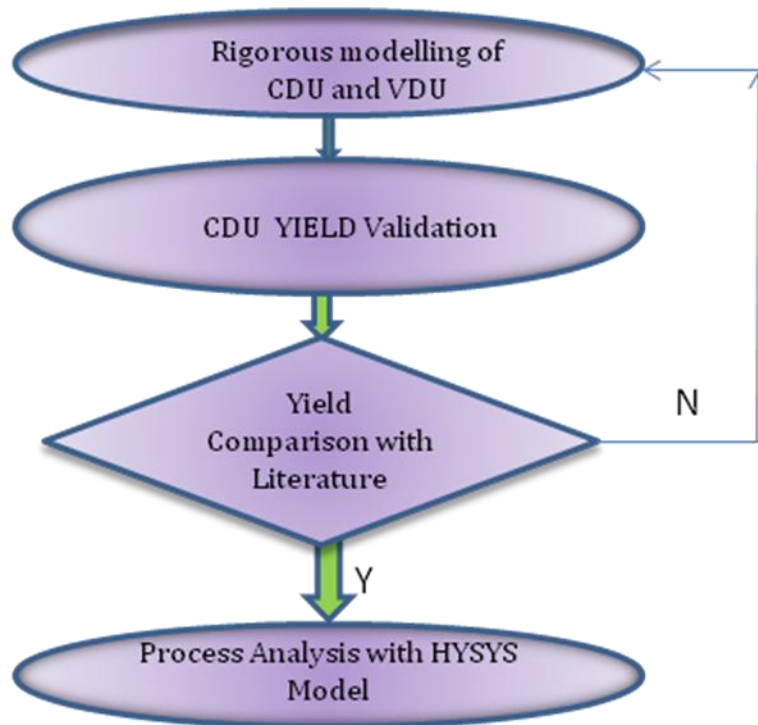 Rigorous modelling of
CDU and VDU
CDU YIELD Validation
Yield
Comparison with
Literature
N
Y
Process Analysis with HYSYS
Model